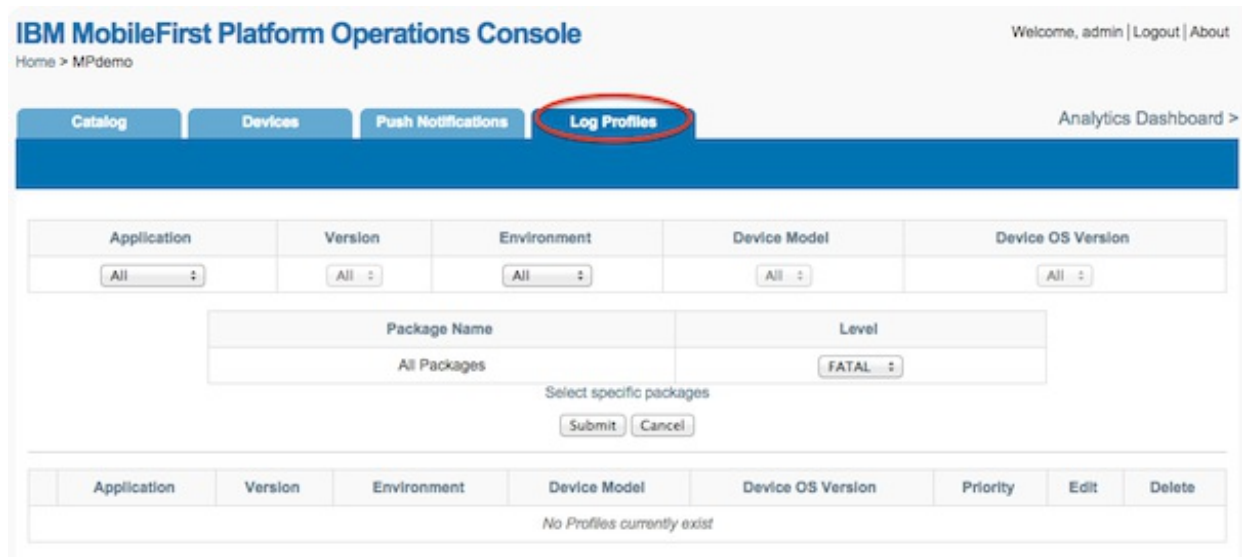 IBM MobileFirst Platform Operations Console
Welcome, admin | Logout | About
Home > MPdemo
Catalog Devices Push Notifications Log Profiles Analytics Dashboard >
Application Version Environment Device Model Device OS Version
All All All All All
Package Name Level
All Packages FATAL
Select specific packages
Submit Cancel
Application Version Environment Device Model Device OS Version Priority Edit Delete
No Profiles currently exist